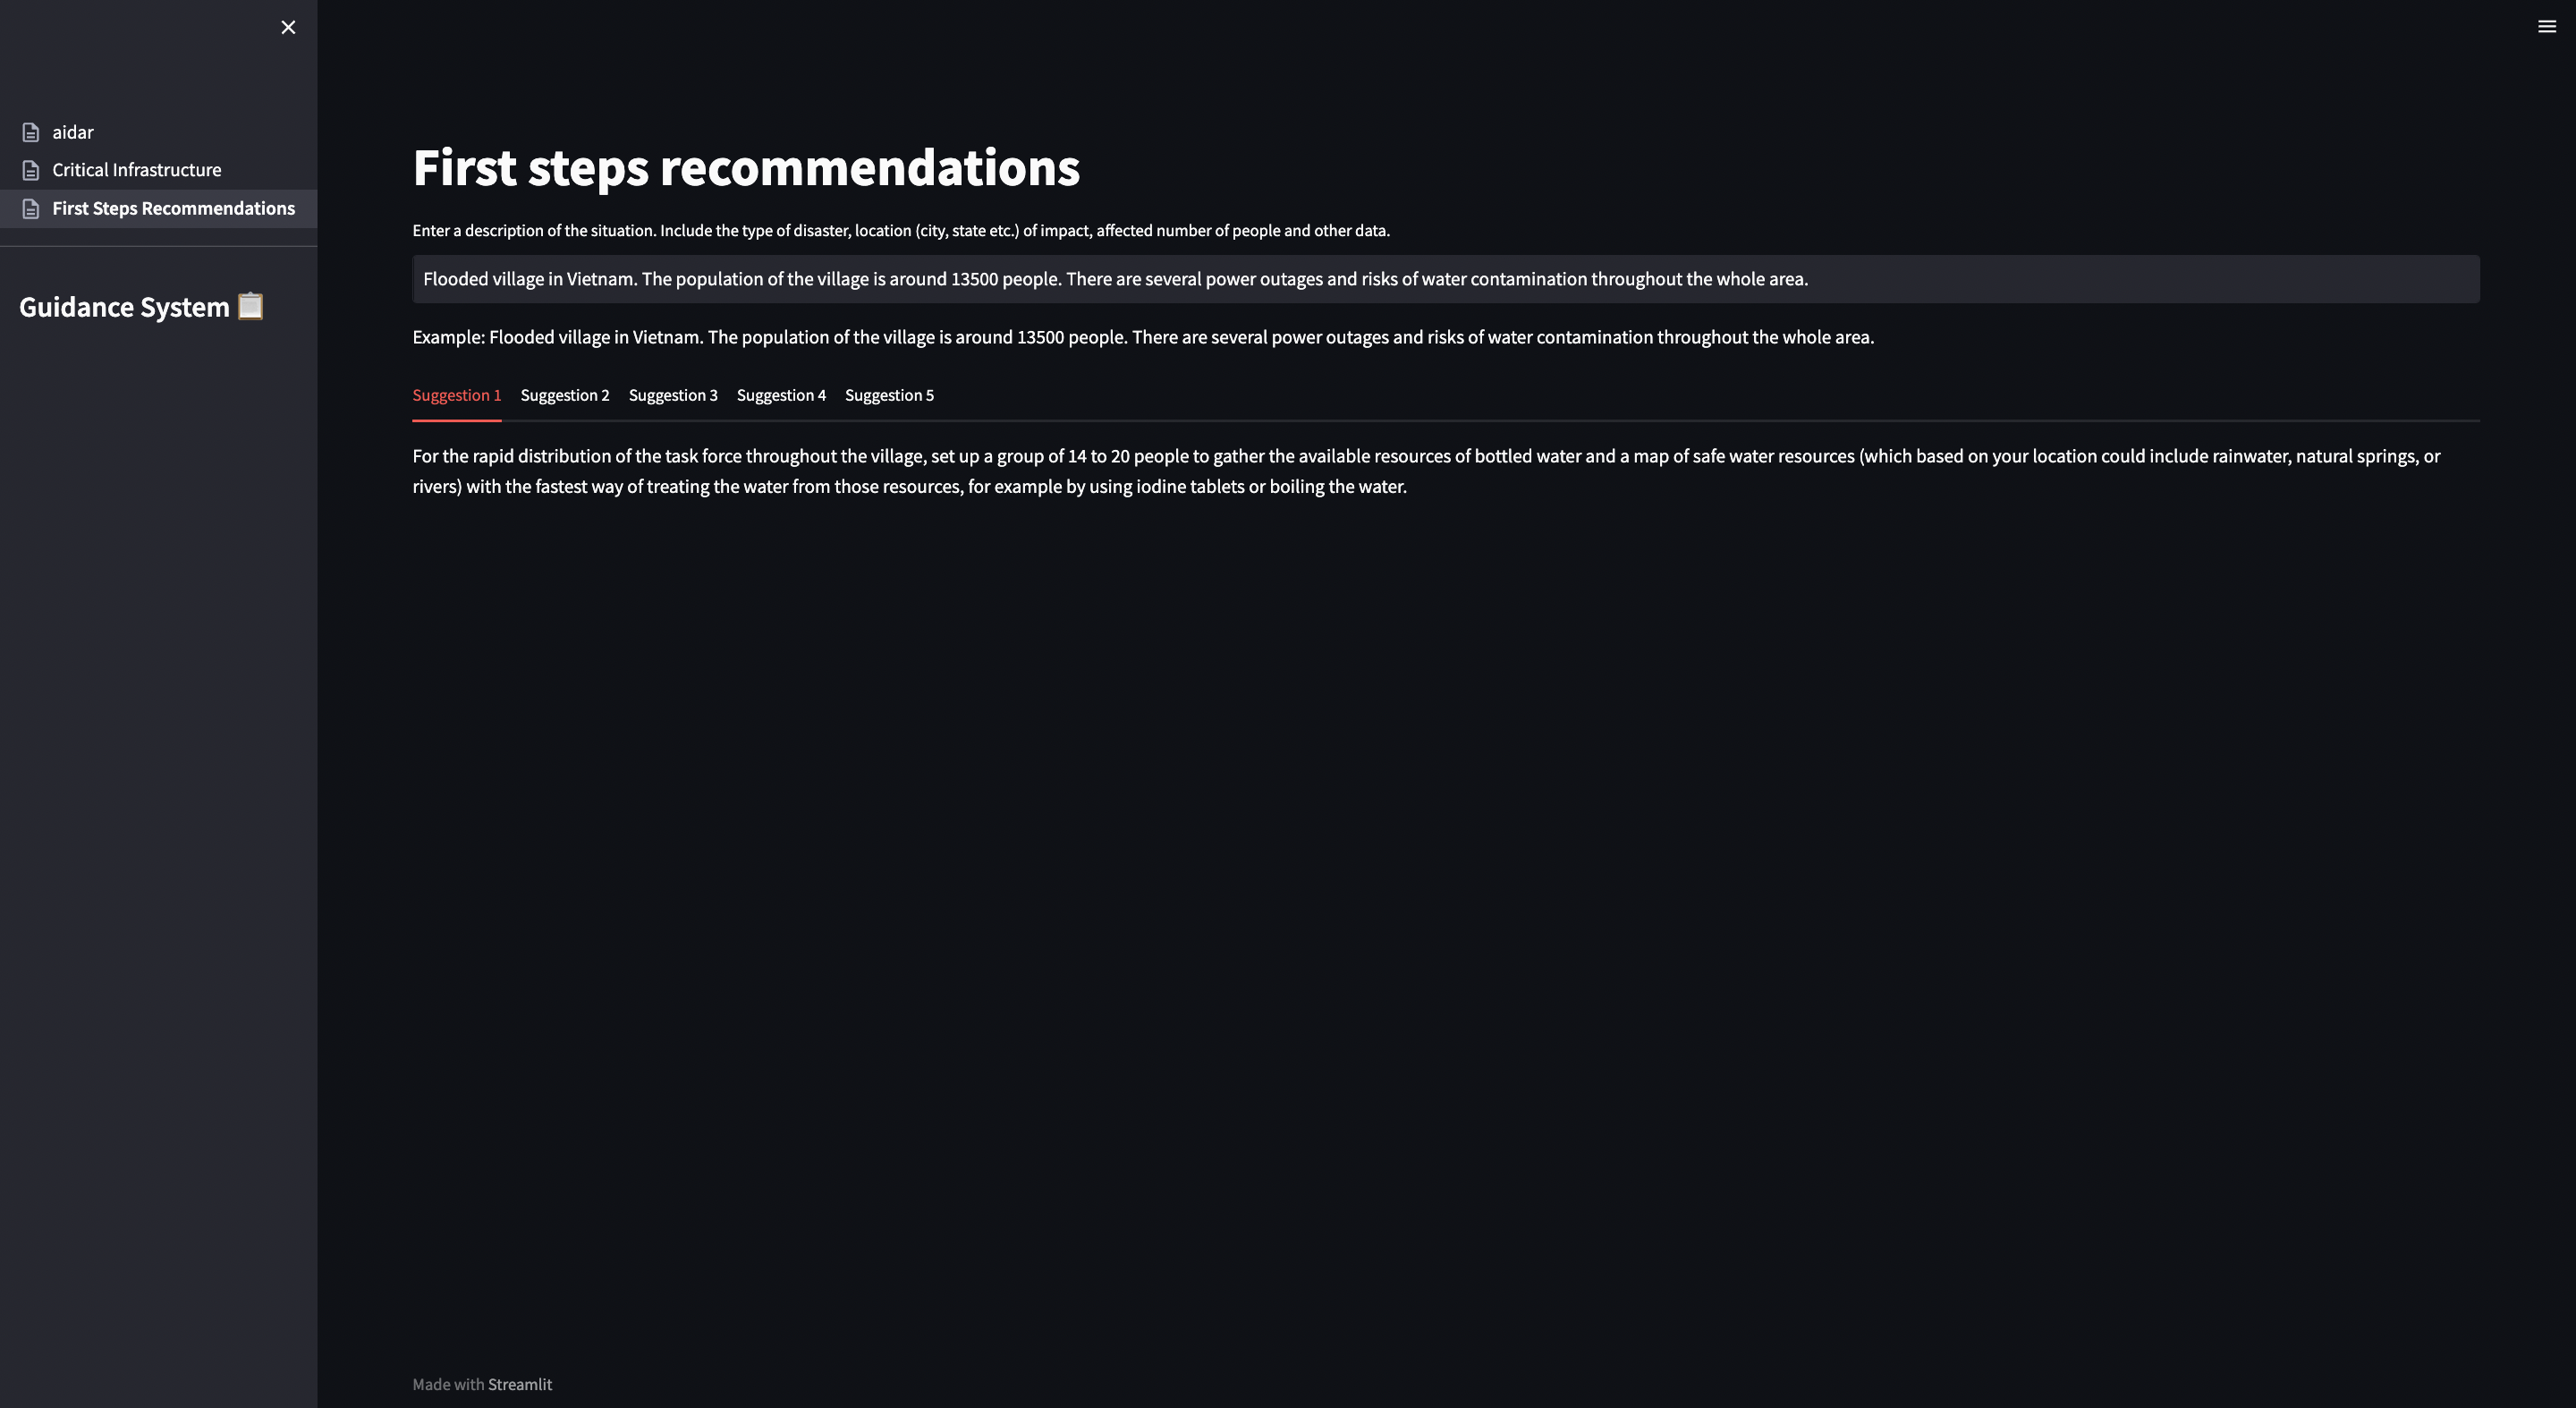 aidar
Critical Infrastructure
First Steps Recommendations
Guidance System 📋
First steps recommendations
Enter a description of the situation. Include the type of disaster, location (city, state etc.) of impact, affected number of people and other data.
Flooded village in Vietnam. The population of the village is around 13500 people. There are several power outages and risks of water contamination throughout the whole area.
Example: Flooded village in Vietnam. The population of the village is around 13500 people. There are several power outages and risks of water contamination throughout the whole area.
Suggestion 1 Suggestion 2 Suggestion 3 Suggestion 4 Suggestion 5
For the rapid distribution of the task force throughout the village, set up a group of 14 to 20 people to gather the available resources of bottled water and a map of safe water resources (which based on your location could include rainwater, natural springs, or
rivers) with the fastest way of treating the water from those resources, for example by using iodine tablets or boiling the water.
Made with Streamlit